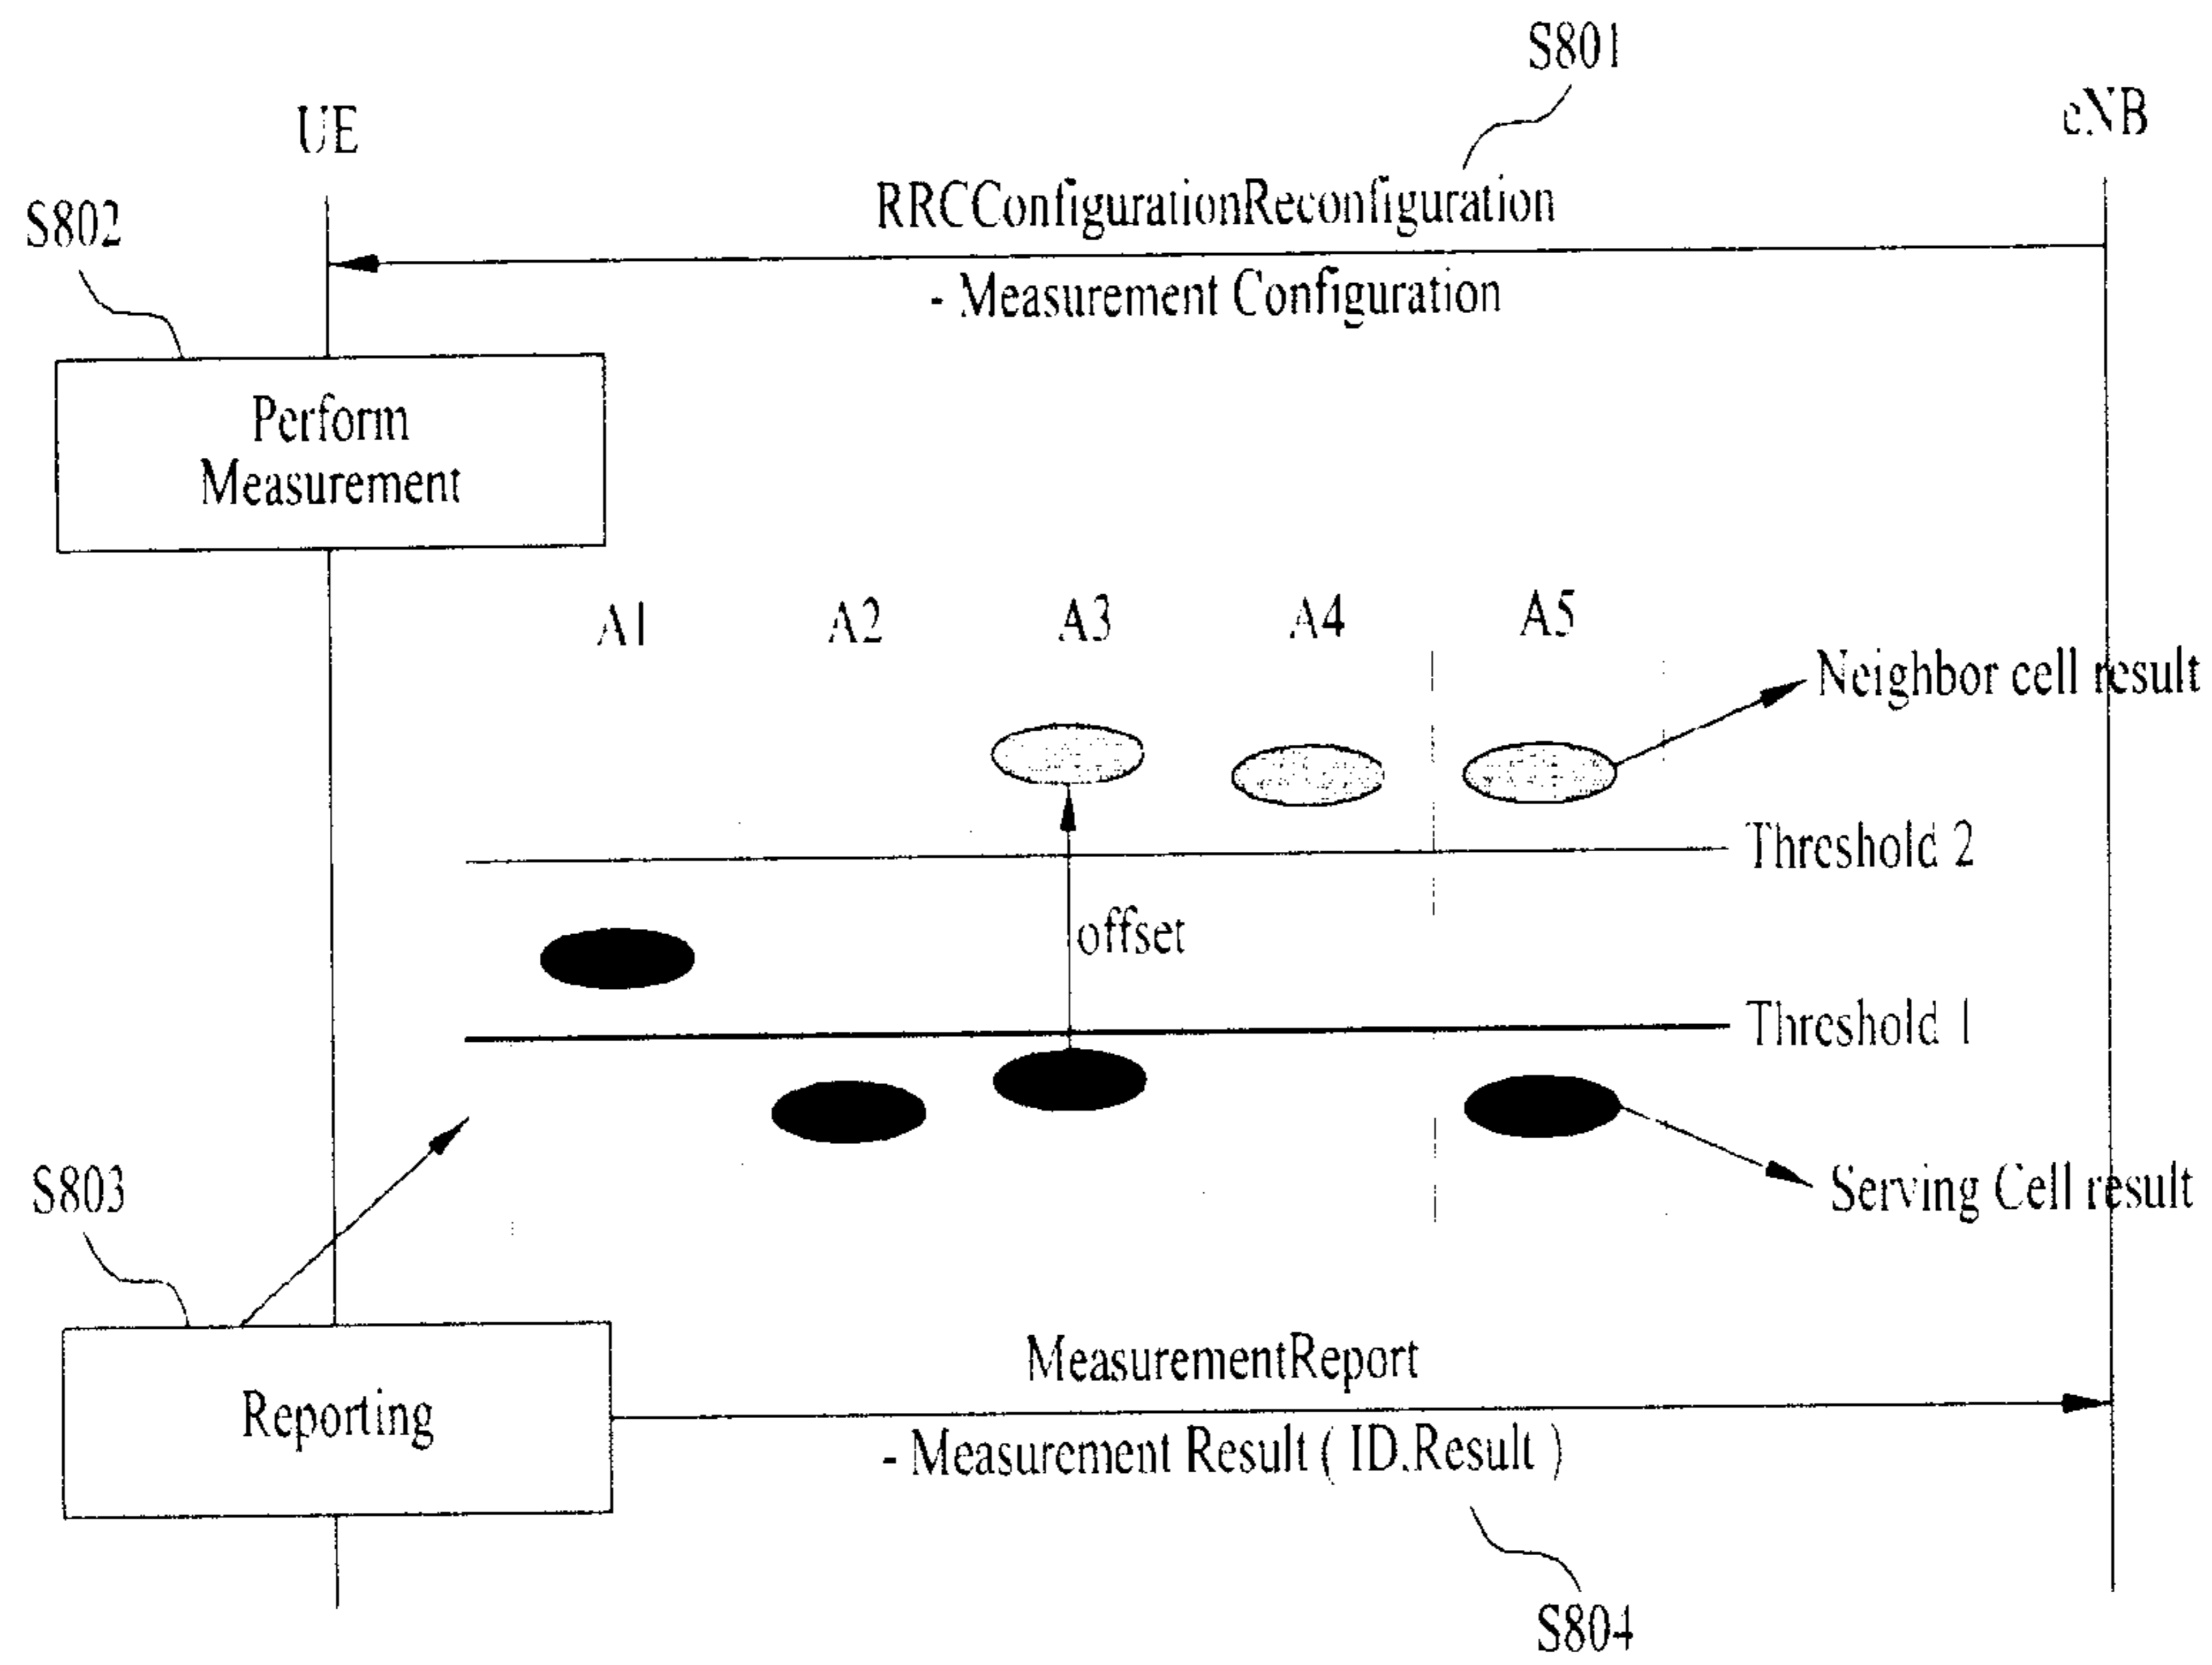 S801
UE
eNB
S802
RRCConfigurationReconfiguration
- Measurement Configuration
Perform
Measurement
A1 A2 A3 A4 A5
Neighbor cell result
Threshold 2
offset
Threshold 1
S803
Serving Cell result
MeasurementReport
Reporting
- Measurement Result ( ID.Result )
S804